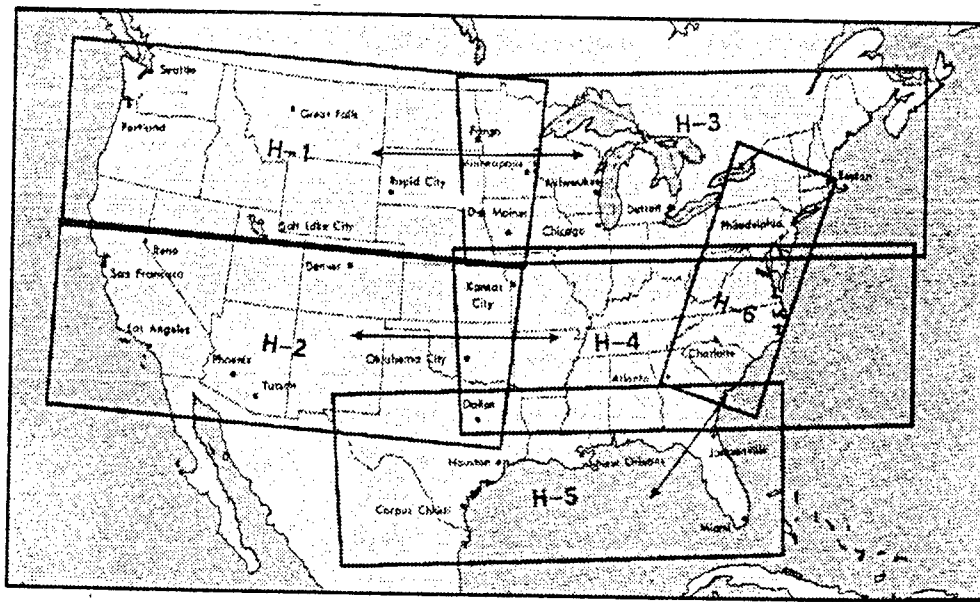 Seattle
Portland
Great Falls
H-1
Fargo
Minneapolis
H-3
Rapid City
Milwaukee
Boston
Des Moines
Detroit
Chicago
Philadelphia
Salt Lake City
Reno
San Francisco
Denver
Kansas
City
H-6
Los Angeles
H-2
H-4
Phoenix
Oklahoma City
Charlotte
Atlanta
Dallas
Houston
New Orleans
Jacksonville
H-5
Corpus Christi
Miami